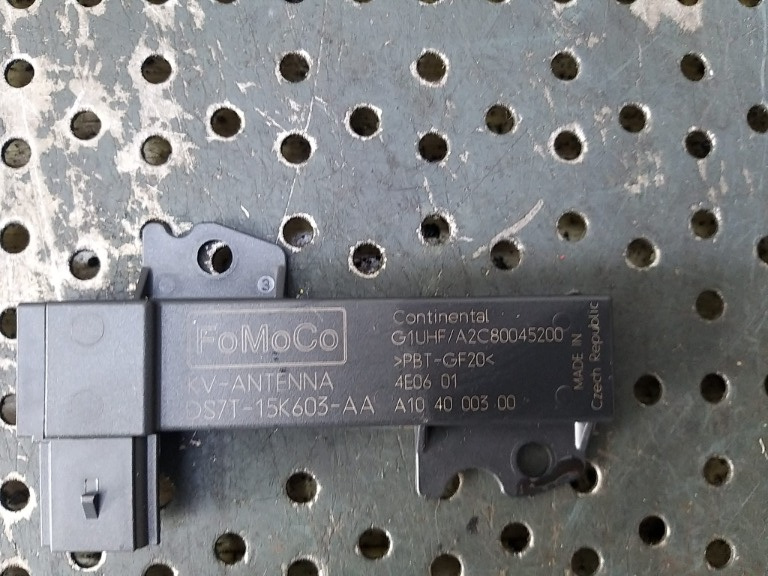 FoMoCo
KV-ANTENNA
DS7T-15K603-AA
Continental
G1UHF/A2C80045200
>PBT-GF20<
4E06 01
A10 40 003 00
MADE IN
Czech Republic